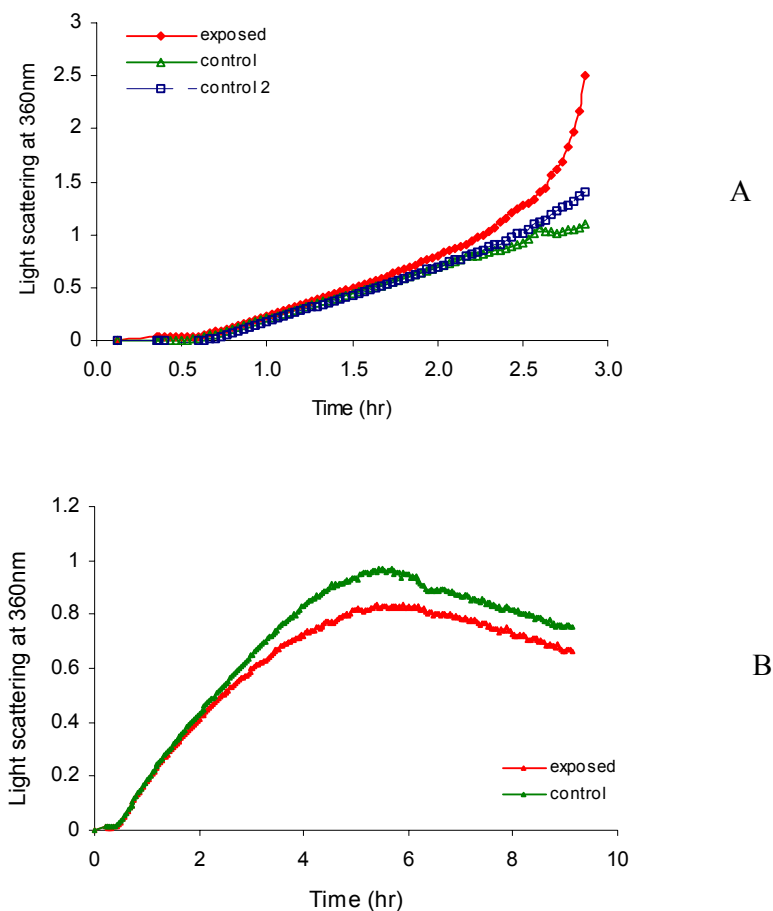 3
2.5
2
1.5
1
0.5
0
Light scattering at 360nm
exposed
control
control 2
0.0 0.5 1.0 1.5 2.0 2.5 3.0
Time (hr)
A
1.2
1
0.8
0.6
0.4
0.2
0
Light scattering at 360nm
exposed
control
0 2 4 6 8 10
Time (hr)
B